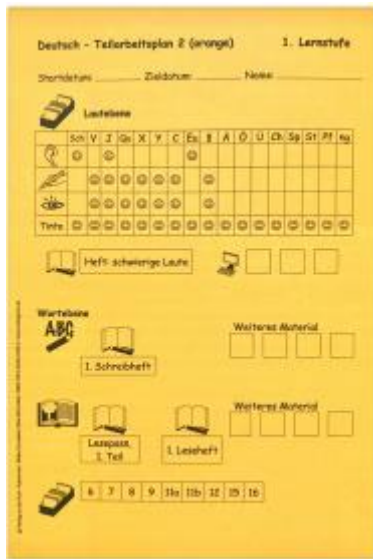 Deutsch - Teilarbeitsplan 2 (orange) 1. Lernstufe
Startdatum: Zieldatum: Name:
Lautebene
Sch V J Qu X Y C Eu ß Ä Ö Ü Ch Sp St Pf ng
Tinto
Heft: schwierige Laute
Wortebene
ABC
Weiteres Material
1. Schreibheft
Weiteres Material
Lesepass,
1. Teil
1. Leseheft
6 7 8 9 11a 11b 12 15 16